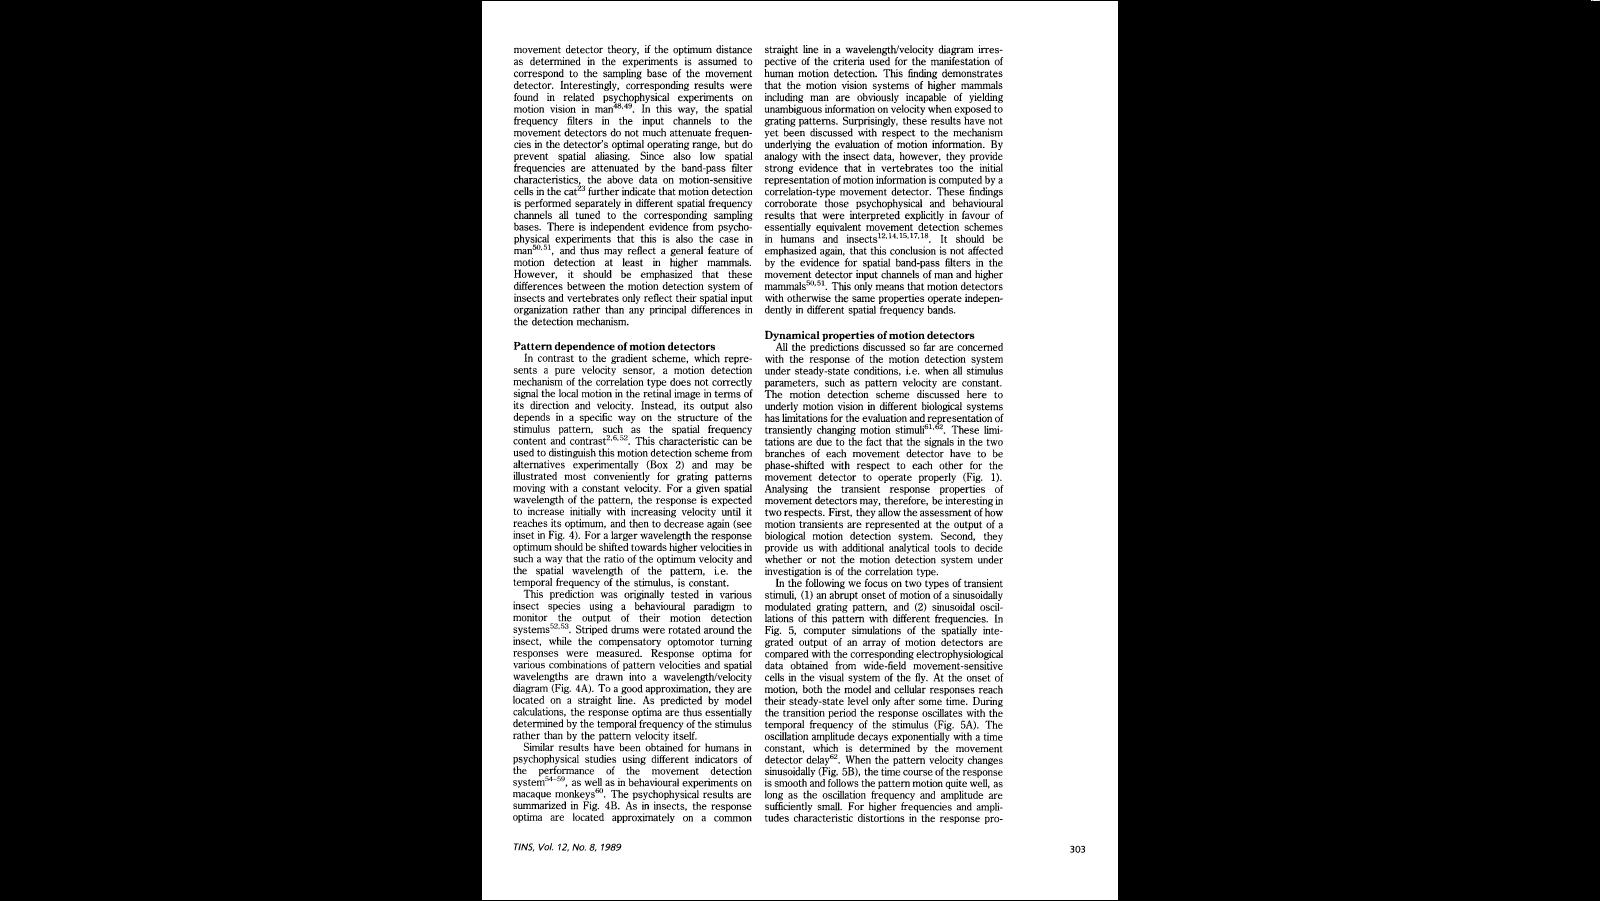 movement detector theory, if the optimum distance
as determined in the experiments is assumed to
correspond to the sampling base of the movement
detector. Interestingly, corresponding results were
found in related psychophysical experiments on
motion vision in man48,49. In this way, the spatial
frequency filters in the input channels to the
movement detectors do not much attenuate frequen-
cies in the detector's optimal operating range, but do
prevent spatial aliasing. Since also low spatial
frequencies are attenuated by the band-pass filter
characteristics, the above data on motion-sensitive
cells in the cat23 further indicate that motion detection
is performed separately in different spatial frequency
channels all tuned to the corresponding sampling
bases. There is independent evidence from psycho-
physical experiments that this is also the case in
man50,51, and thus may reflect a general feature of
motion detection at least in higher mammals.
However, it should be emphasized that these
differences between the motion detection system of
insects and vertebrates only reflect their spatial input
organization rather than any principal differences in
the detection mechanism.
Pattern dependence of motion detectors
In contrast to the gradient scheme, which repre-
sents a pure velocity sensor, a motion detection
mechanism of the correlation type does not correctly
signal the local motion in the retinal image in terms of
its direction and velocity. Instead, its output also
depends in a specific way on the structure of the
stimulus pattern, such as the spatial frequency
content and contrast2,6,52. This characteristic can be
used to distinguish this motion detection scheme from
alternatives experimentally (Box 2) and may be
illustrated most conveniently for grating patterns
moving with a constant velocity. For a given spatial
wavelength of the pattern, the response is expected
to increase initially with increasing velocity until it
reaches its optimum, and then to decrease again (see
inset in Fig. 4). For a larger wavelength the response
optimum should be shifted towards higher velocities in
such a way that the ratio of the optimum velocity and
the spatial wavelength of the pattern, i.e. the
temporal frequency of the stimulus, is constant.
This prediction was originally tested in various
insect species using a behavioural paradigm to
monitor the output of their motion detection
systems52,53. Striped drums were rotated around the
insect, while the compensatory optomotor turning
responses were measured. Response optima for
various combinations of pattern velocities and spatial
wavelengths are drawn into a wavelength/velocity
diagram (Fig. 4A). To a good approximation, they are
located on a straight line. As predicted by model
calculations, the response optima are thus essentially
determined by the temporal frequency of the stimulus
rather than by the pattern velocity itself.
Similar results have been obtained for humans in
psychophysical studies using different indicators of
the performance of the movement detection
system54–59, as well as in behavioural experiments on
macaque monkeys60. The psychophysical results are
summarized in Fig. 4B. As in insects, the response
optima are located approximately on a common
straight line in a wavelength/velocity diagram irres-
pective of the criteria used for the manifestation of
human motion detection. This finding demonstrates
that the motion vision systems of higher mammals
including man are obviously incapable of yielding
unambiguous information on velocity when exposed to
grating patterns. Surprisingly, these results have not
yet been discussed with respect to the mechanism
underlying the evaluation of motion information. By
analogy with the insect data, however, they provide
strong evidence that in vertebrates too the initial
representation of motion information is computed by a
correlation-type movement detector. These findings
corroborate those psychophysical and behavioural
results that were interpreted explicitly in favour of
essentially equivalent movement detection schemes
in humans and insects12,14,15,17,18. It should be
emphasized again, that this conclusion is not affected
by the evidence for spatial band-pass filters in the
movement detector input channels of man and higher
mammals50,51. This only means that motion detectors
with otherwise the same properties operate indepen-
dently in different spatial frequency bands.
Dynamical properties of motion detectors
All the predictions discussed so far are concerned
with the response of the motion detection system
under steady-state conditions, i.e. when all stimulus
parameters, such as pattern velocity are constant.
The motion detection scheme discussed here to
underly motion vision in different biological systems
has limitations for the evaluation and representation of
transiently changing motion stimuli61,62. These limi-
tations are due to the fact that the signals in the two
branches of each movement detector have to be
phase-shifted with respect to each other for the
movement detector to operate properly (Fig. 1).
Analysing the transient response properties of
movement detectors may, therefore, be interesting in
two respects. First, they allow the assessment of how
motion transients are represented at the output of a
biological motion detection system. Second, they
provide us with additional analytical tools to decide
whether or not the motion detection system under
investigation is of the correlation type.
In the following we focus on two types of transient
stimuli, (1) an abrupt onset of motion of a sinusoidally
modulated grating pattern, and (2) sinusoidal oscil-
lations of this pattern with different frequencies. In
Fig. 5, computer simulations of the spatially inte-
grated output of an array of motion detectors are
compared with the corresponding electrophysiological
data obtained from wide-field movement-sensitive
cells in the visual system of the fly. At the onset of
motion, both the model and cellular responses reach
their steady-state level only after some time. During
the transition period the response oscillates with the
temporal frequency of the stimulus (Fig. 5A). The
oscillation amplitude decays exponentially with a time
constant, which is determined by the movement
detector delay62. When the pattern velocity changes
sinusoidally (Fig. 5B), the time course of the response
is smooth and follows the pattern motion quite well, as
long as the oscillation frequency and amplitude are
sufficiently small. For higher frequencies and ampli-
tudes characteristic distortions in the response pro-
TINS, Vol. 12, No. 8, 1989
303